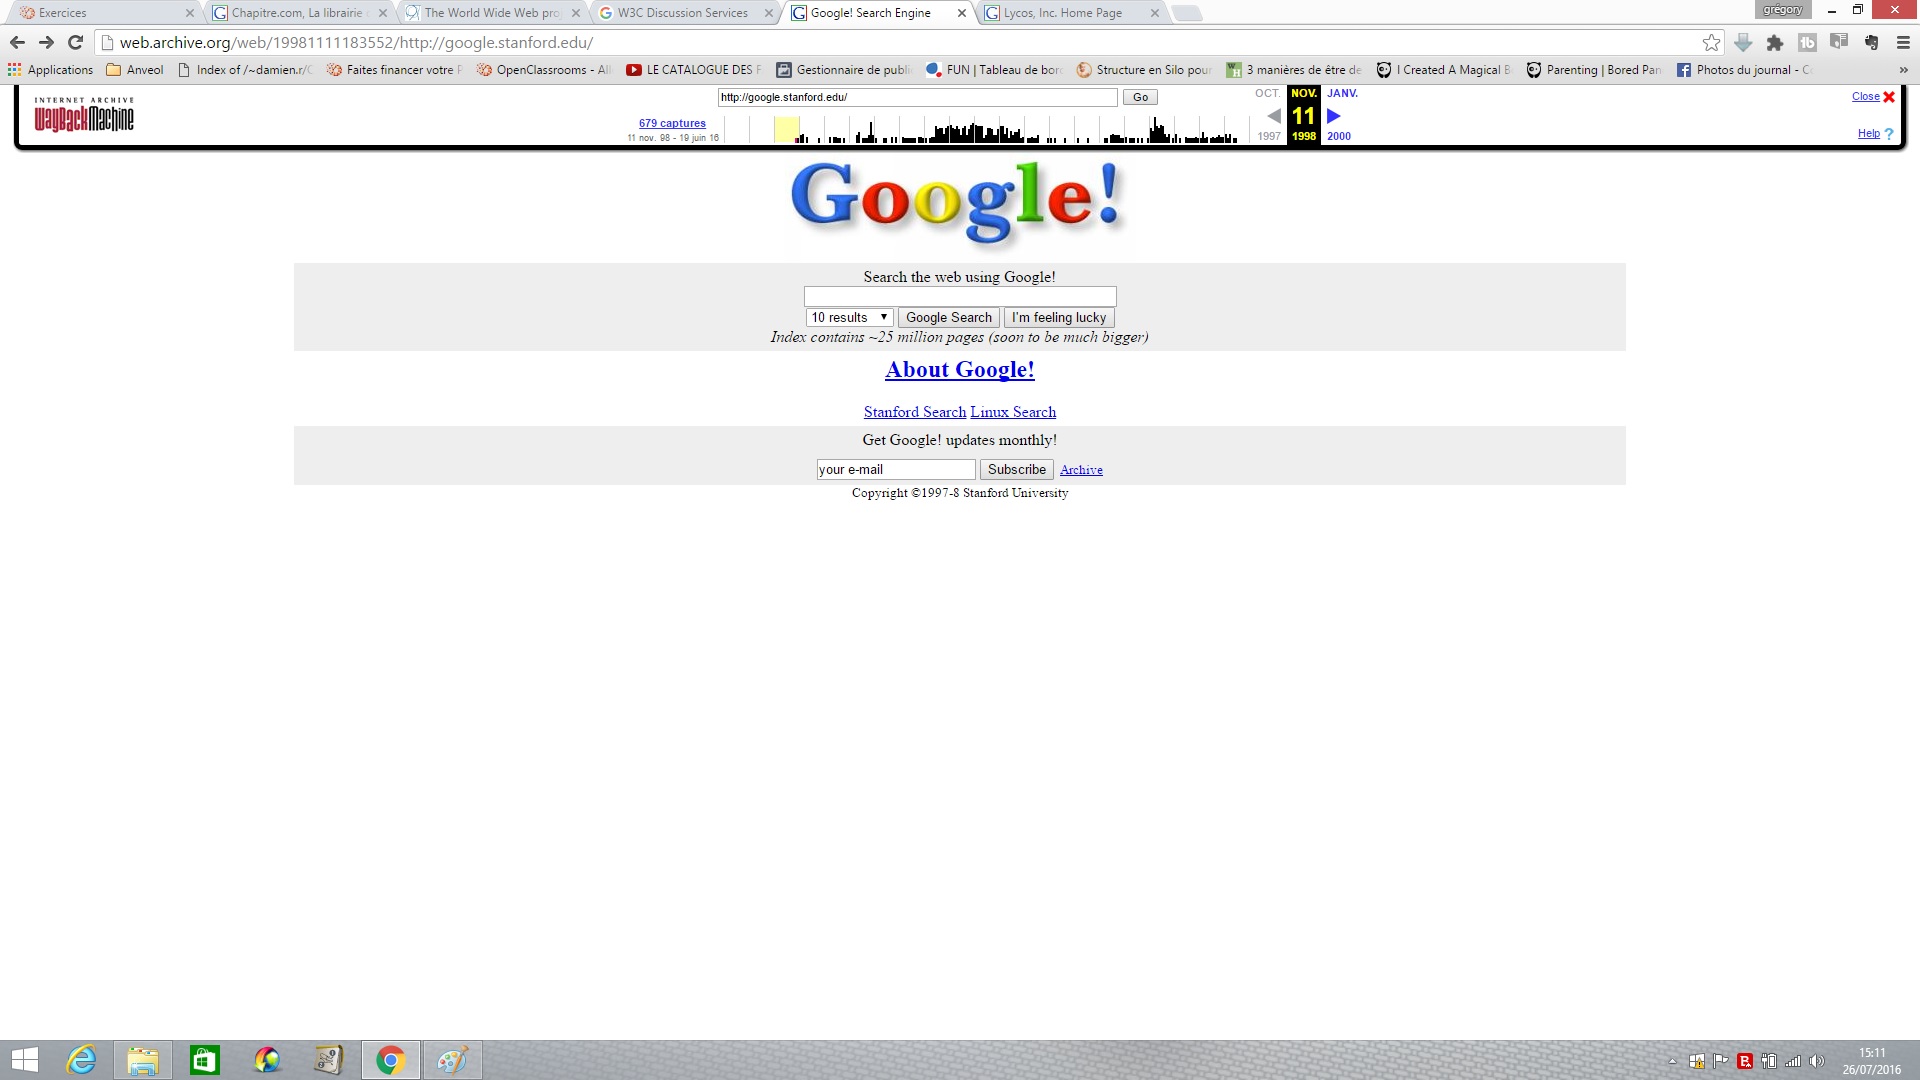 Exercices
Chapitre.com, La librairie
The World Wide Web pro
W3C Discussion Services
Google! Search Engine
Lycos, Inc. Home Page
grégory
web.archive.org/web/19981111183552/http://google.stanford.edu/
Applications
Anveol
Index of /~damien.r/
Faites financer votre
OpenClassrooms - All
LE CATALOGUE DES F
Gestionnaire de publi
FUN | Tableau de bor
Structure en Silo pour
3 manières de être de
I Created A Magical B
Parenting | Bored Pan
Photos du journal - C
»
INTERNET ARCHIVE
WayBackMachine
http://google.stanford.edu/
Go
OCT. NOV. JANV.
Close
679 captures
11
11 nov. 98 - 19 juin 16
1997 1998 2000
Help ?
Google!
Search the web using Google!
10 results
Google Search
I'm feeling lucky
Index contains ~25 million pages (soon to be much bigger)
About Google!
Stanford Search Linux Search
Get Google! updates monthly!
your e-mail
Subscribe
Archive
Copyright ©1997-8 Stanford University
15:11
26/07/2016